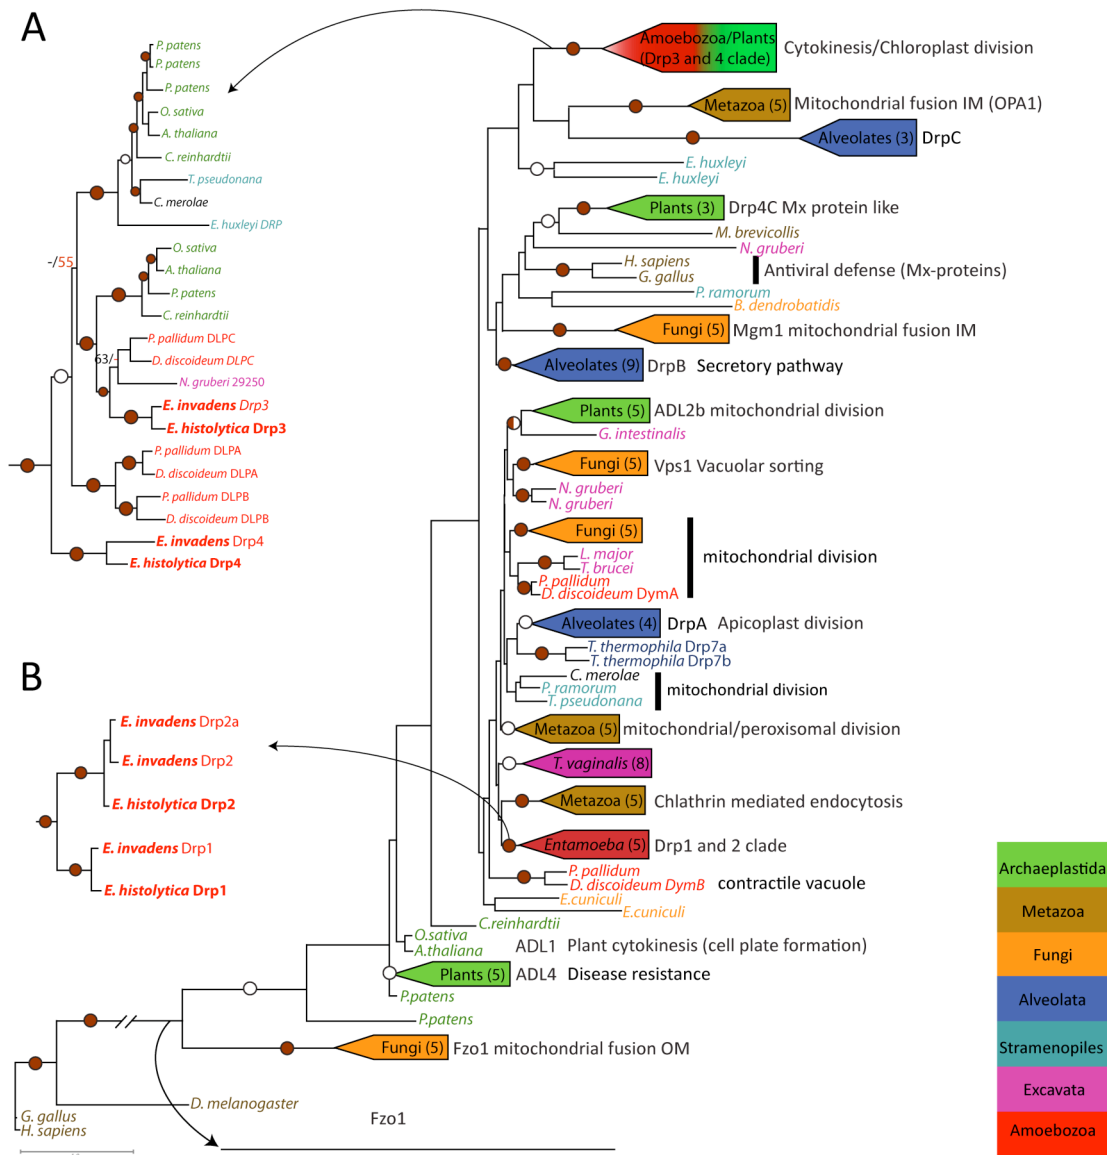 A
P. patens
P. patens
P. patens
O. sativa
A. thaliana
C. reinhardtii
T. pseudonana
C. merolae
E. huxleyi DRP
-/55
O. sativa
A. thaliana
P. patens
C. reinhardtii
P. pallidum DLPC
63/-
D. discoideum DLPC
N. gruberi 29250
E. invadens Drp3
E. histolytica Drp3
P. pallidum DLPA
D. discoideum DLPA
P. pallidum DLPB
D. discoideum DLPB
E. invadens Drp4
E. histolytica Drp4
B
E. invadens Drp2a
E. invadens Drp2
E. histolytica Drp2
E. invadens Drp1
E. histolytica Drp1
Amoebozoa/Plants
(Drp3 and 4 clade)
Cytokinesis/Chloroplast division
Metazoa (5) Mitochondrial fusion IM (OPA1)
Alveolates (3) DrpC
E. huxleyi
E. huxleyi
Plants (3) Drp4C Mx protein like
M. brevicollis
N. gruberi
H. sapiens
G. gallus
Antiviral defense (Mx-proteins)
P. ramorum
B. dendrobatidis
Fungi (5) Mgm1 mitochondrial fusion IM
Alveolates (9) DrpB Secretory pathway
Plants (5) ADL2b mitochondrial division
G. intestinalis
Fungi (5) Vps1 Vacuolar sorting
N. gruberi
N. gruberi
Fungi (5)
L. major
T. brucei
P. pallidum
D. discoideum DymA
mitochondrial division
Alveolates (4) DrpA Apicoplast division
T. thermophila Drp7a
T. thermophila Drp7b
C. merolae
P. ramorum
T. pseudonana
mitochondrial division
Metazoa (5) mitochondrial/peroxisomal division
T. vaginalis (8)
Metazoa (5) Chlathrin mediated endocytosis
Entamoeba (5) Drp1 and 2 clade
P. pallidum
D. discoideum DymB contractile vacuole
E.cuniculi
E.cuniculi
C.reinhardtii
O.sativa
A.thaliana
ADL1 Plant cytokinesis (cell plate formation)
Plants (5) ADL4 Disease resistance
P.patens
P.patens
Fungi (5) Fzo1 mitochondrial fusion OM
D. melanogaster
G. gallus
H. sapiens
Fzo1
Archaeplastida
Metazoa
Fungi
Alveolata
Stramenopiles
Excavata
Amoebozoa